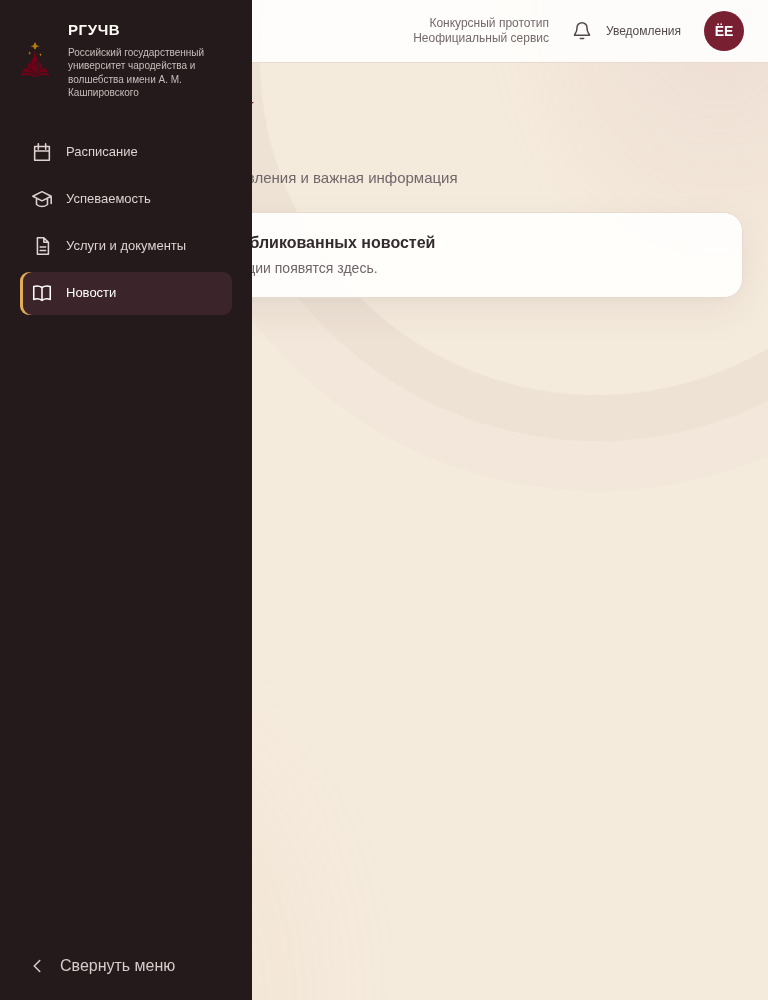 РГУЧВ
Российский государственный
университет чародейства и
волшебства имени А. М.
Кашпировского
Расписание
Успеваемость
Услуги и документы
Новости
Свернуть меню
Конкурсный прототип
Неофициальный сервис
Уведомления
ЁЕ
вления и важная информация
бликованных новостей
ции появятся здесь.